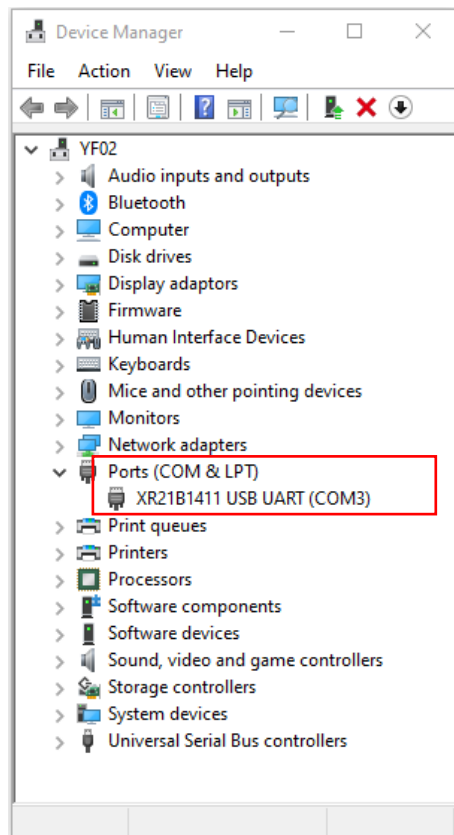 Device Manager
File Action View Help
YF02
Audio inputs and outputs
Bluetooth
Computer
Disk drives
Display adaptors
Firmware
Human Interface Devices
Keyboards
Mice and other pointing devices
Monitors
Network adapters
Ports (COM & LPT)
XR21B1411 USB UART (COM3)
Print queues
Printers
Processors
Software components
Software devices
Sound, video and game controllers
Storage controllers
System devices
Universal Serial Bus controllers